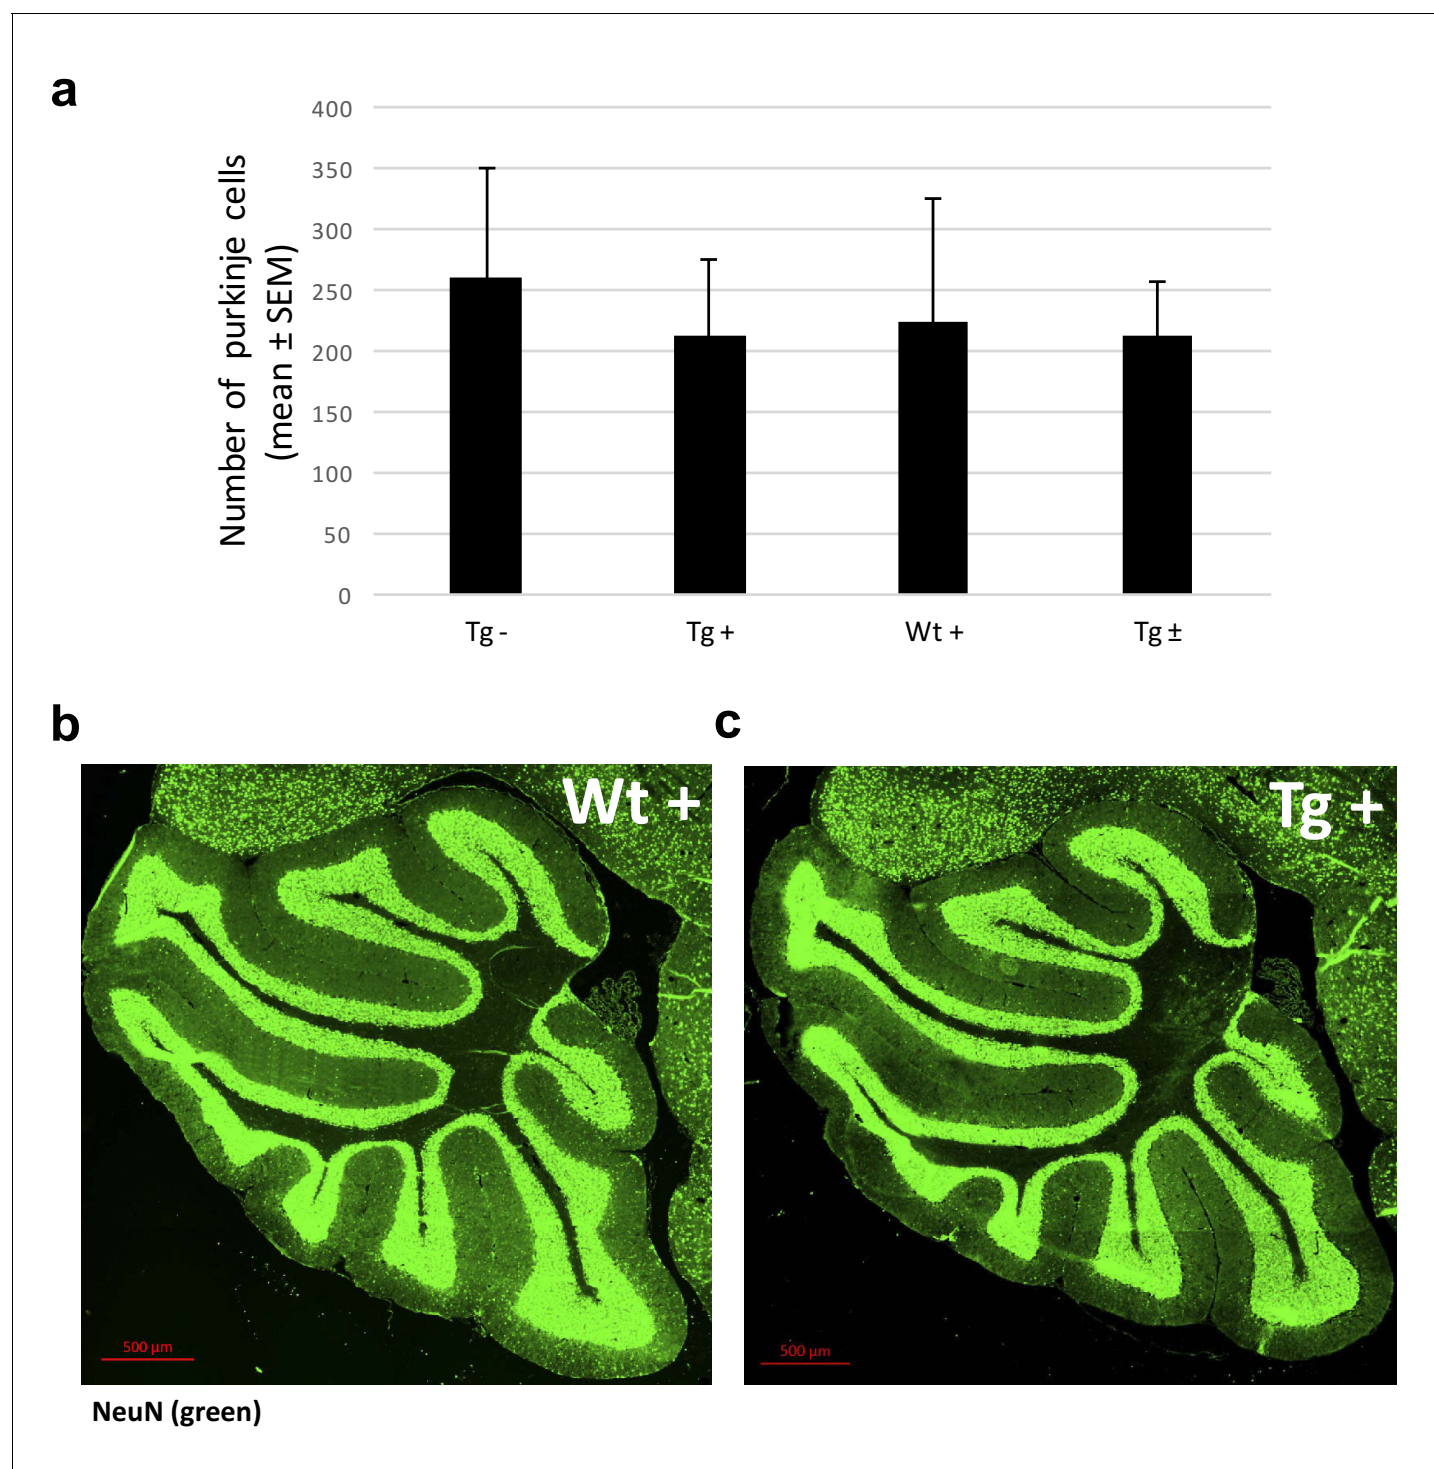 a
400
350
300
250
200
150
100
50
0
Number of purkinje cells
(mean ± SEM)
Tg -
Tg +
Wt +
Tg ±
b
c
Wt +
Tg +
500 µm
500 µm
NeuN (green)